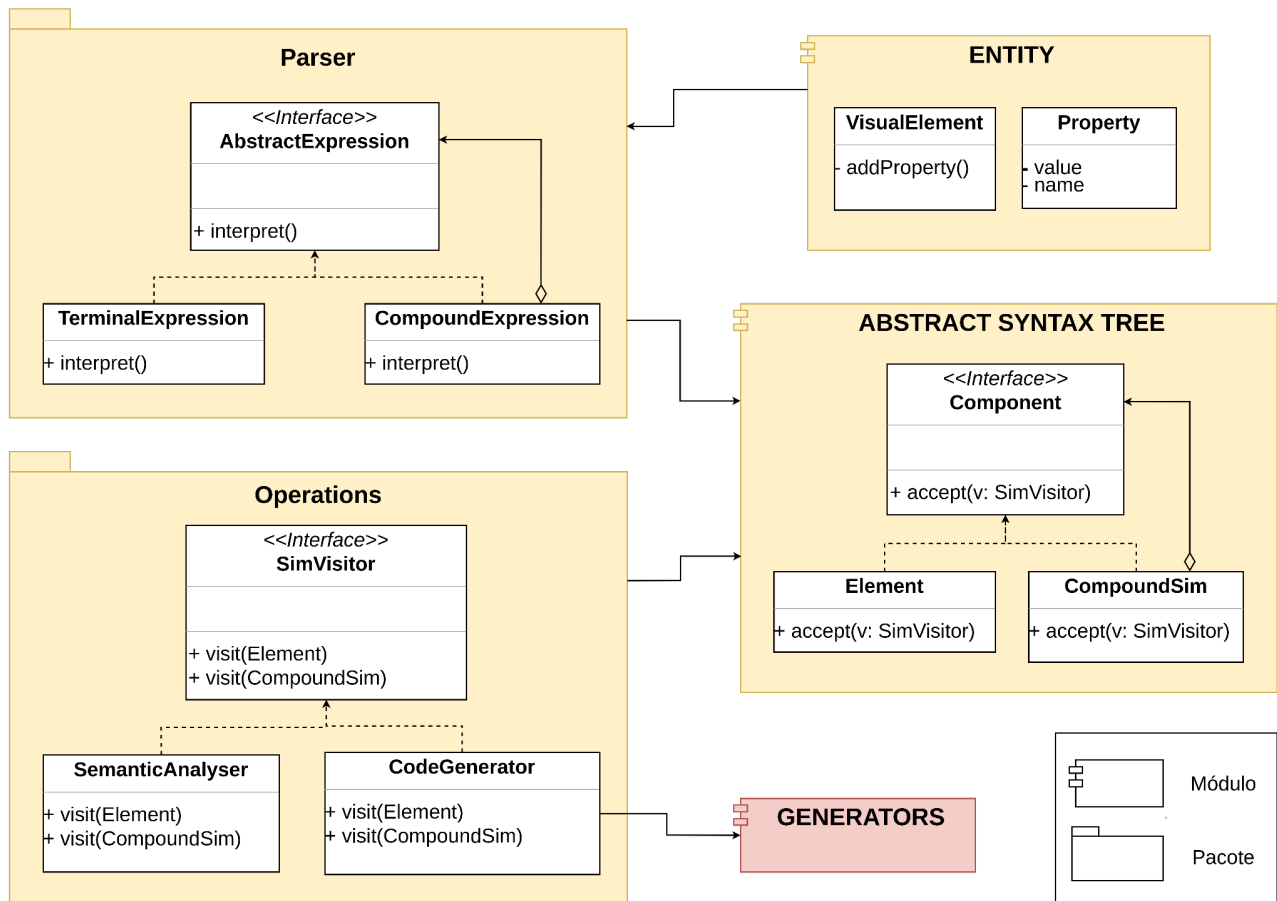 Parser
<<Interface>>
AbstractExpression
+ interpret()
TerminalExpression
+ interpret()
CompoundExpression
+ interpret()
ENTITY
VisualElement
- addProperty()
Property
- value
- name
ABSTRACT SYNTAX TREE
<<Interface>>
Component
+ accept(v: SimVisitor)
Element
+ accept(v: SimVisitor)
CompoundSim
+ accept(v: SimVisitor)
Operations
<<Interface>>
SimVisitor
+ visit(Element)
+ visit(CompoundSim)
SemanticAnalyser
+ visit(Element)
+ visit(CompoundSim)
CodeGenerator
+ visit(Element)
+ visit(CompoundSim)
GENERATORS
Módulo
Pacote